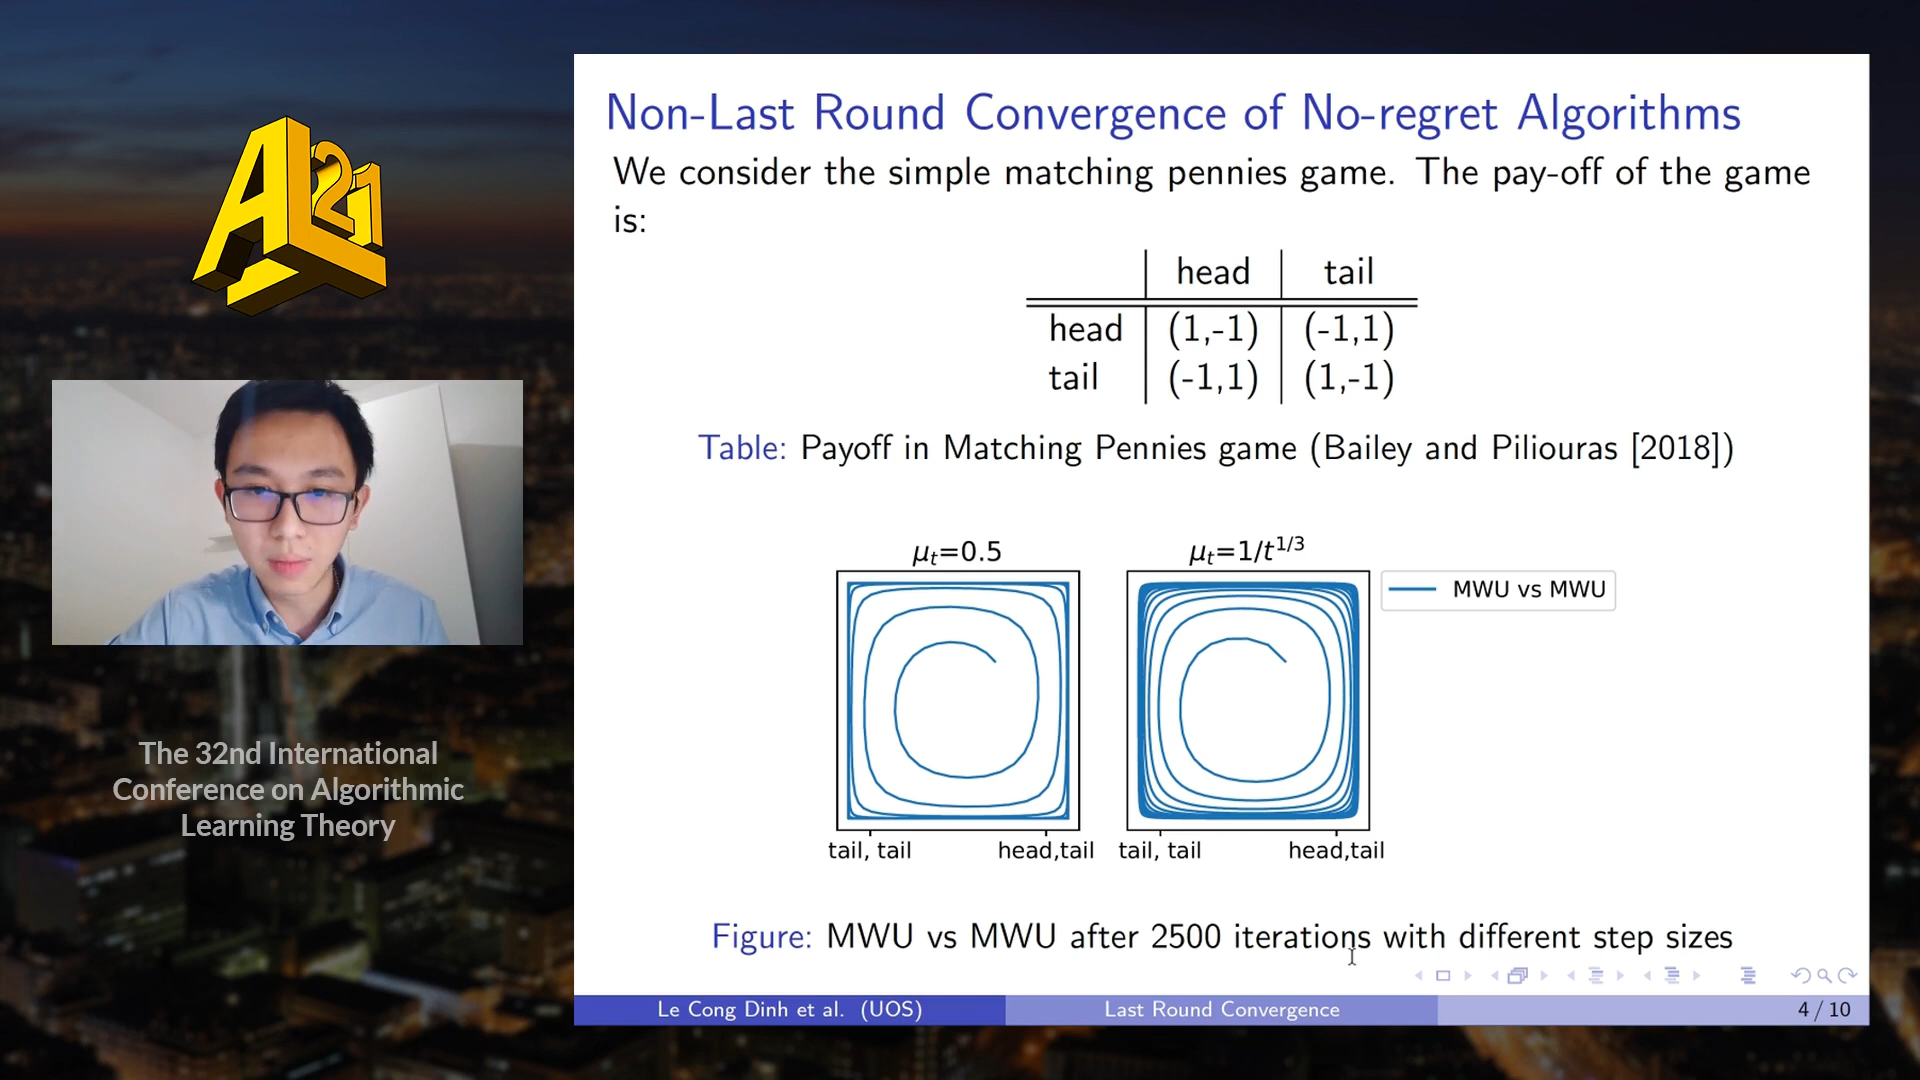 AL
21
T
The 32nd International
Conference on Algorithmic
Learning Theory
Non-Last Round Convergence of No-regret Algorithms
We consider the simple matching pennies game. The pay-off of the game
is:
head tail
head (1,-1) (-1,1)
tail (-1,1) (1,-1)
Table: Payoff in Matching Pennies game (Bailey and Piliouras [2018])
μₜ=0.5 μₜ=1/t^{1/3}
MWU vs MWU
tail, tail head,tail tail, tail head,tail
Figure: MWU vs MWU after 2500 iterations with different step sizes
Le Cong Dinh et al. (UOS) Last Round Convergence 4 / 10